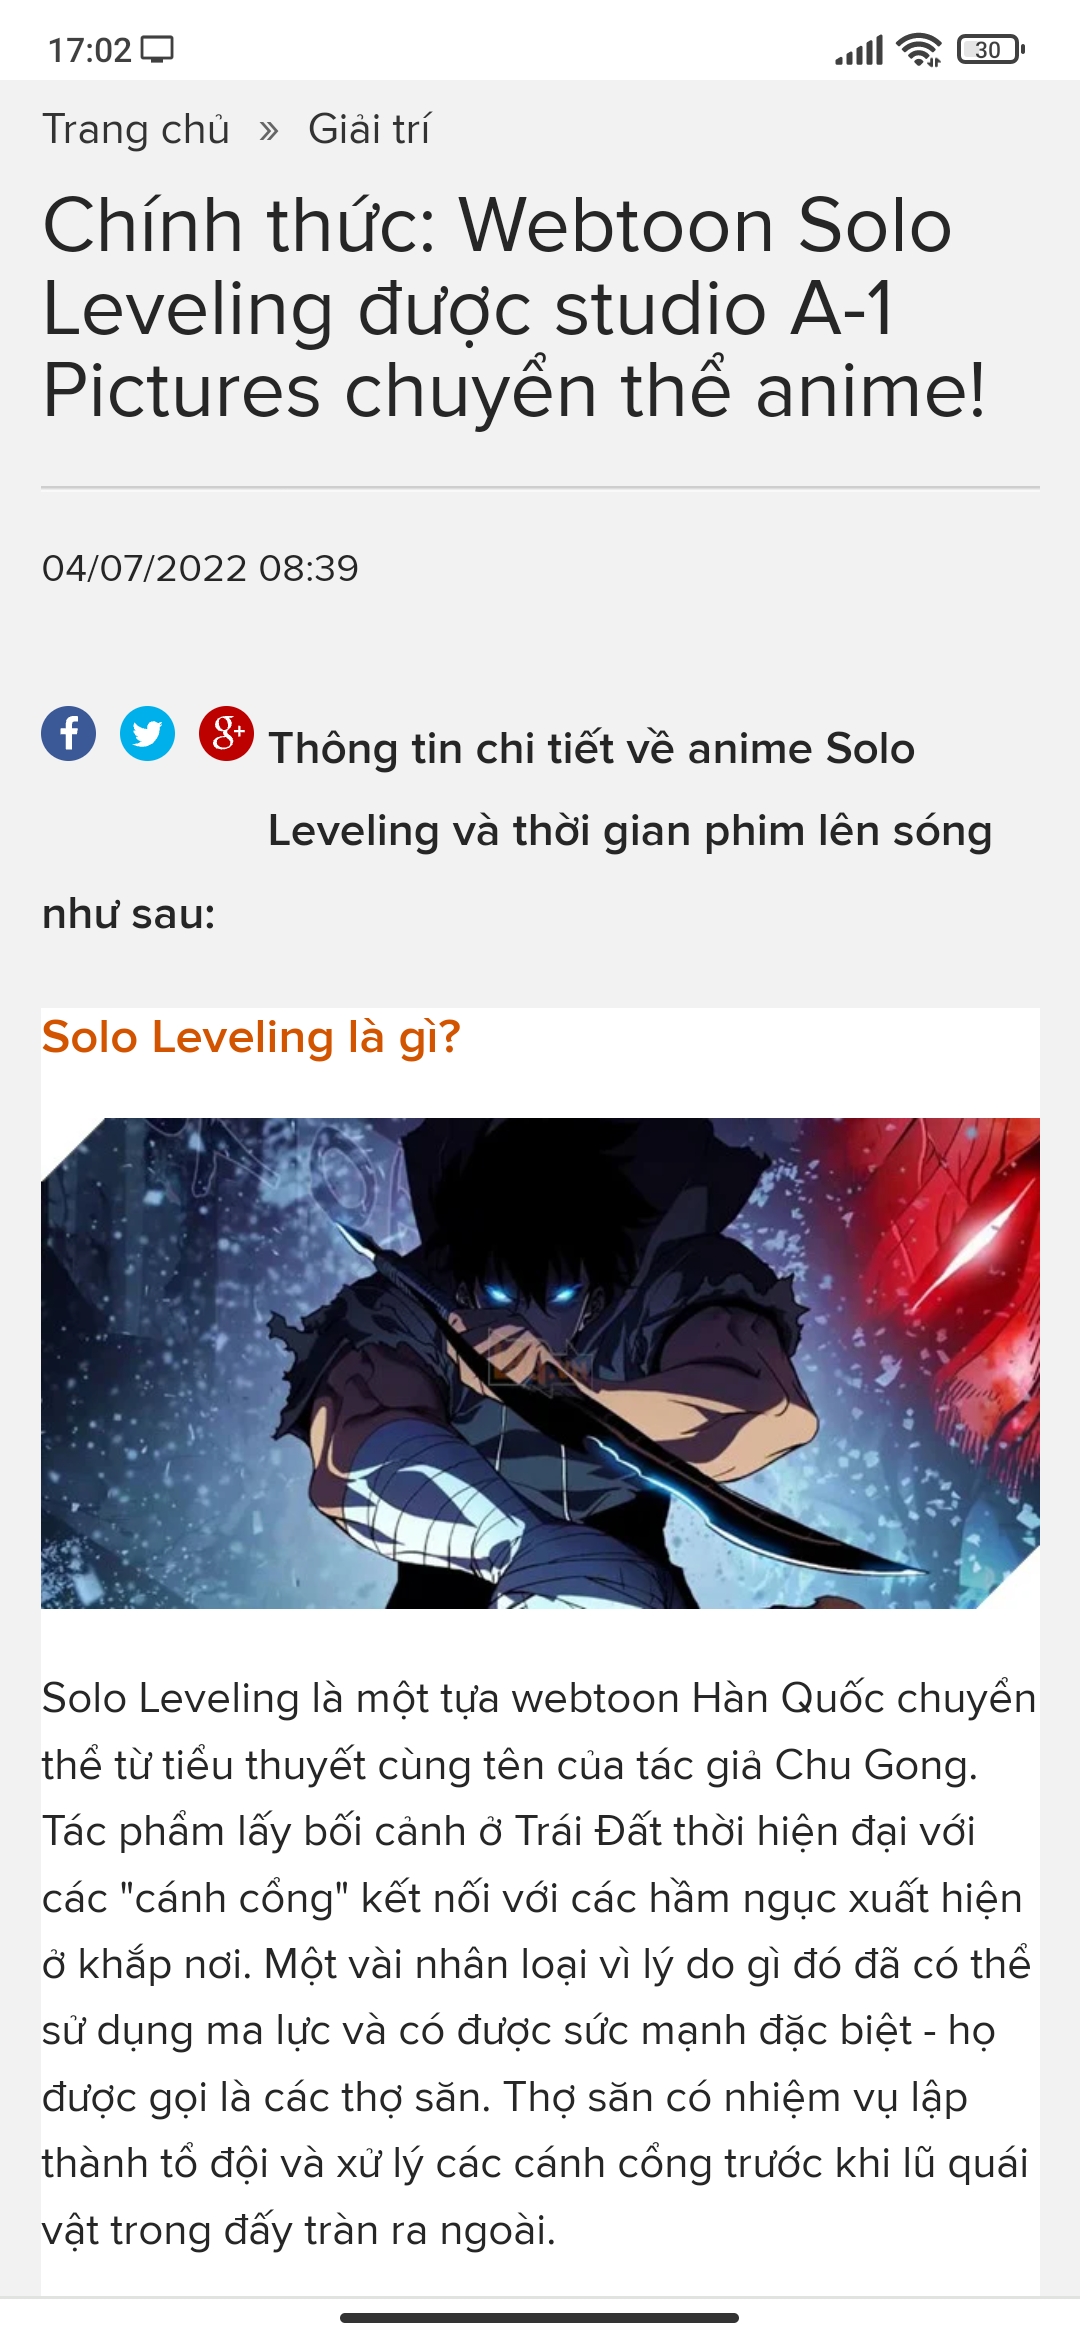 17:02
30
Trang chủ » Giải trí
Chính thức: Webtoon Solo
Leveling được studio A-1
Pictures chuyển thể anime!
04/07/2022 08:39
Thông tin chi tiết về anime Solo
Leveling và thời gian phim lên sóng
như sau:
Solo Leveling là gì?
Solo Leveling là một tựa webtoon Hàn Quốc chuyển
thể từ tiểu thuyết cùng tên của tác giả Chu Gong.
Tác phẩm lấy bối cảnh ở Trái Đất thời hiện đại với
các "cánh cổng" kết nối với các hầm ngục xuất hiện
ở khắp nơi. Một vài nhân loại vì lý do gì đó đã có thể
sử dụng ma lực và có được sức mạnh đặc biệt - họ
được gọi là các thợ săn. Thợ săn có nhiệm vụ lập
thành tổ đội và xử lý các cánh cổng trước khi lũ quái
vật trong đấy tràn ra ngoài.